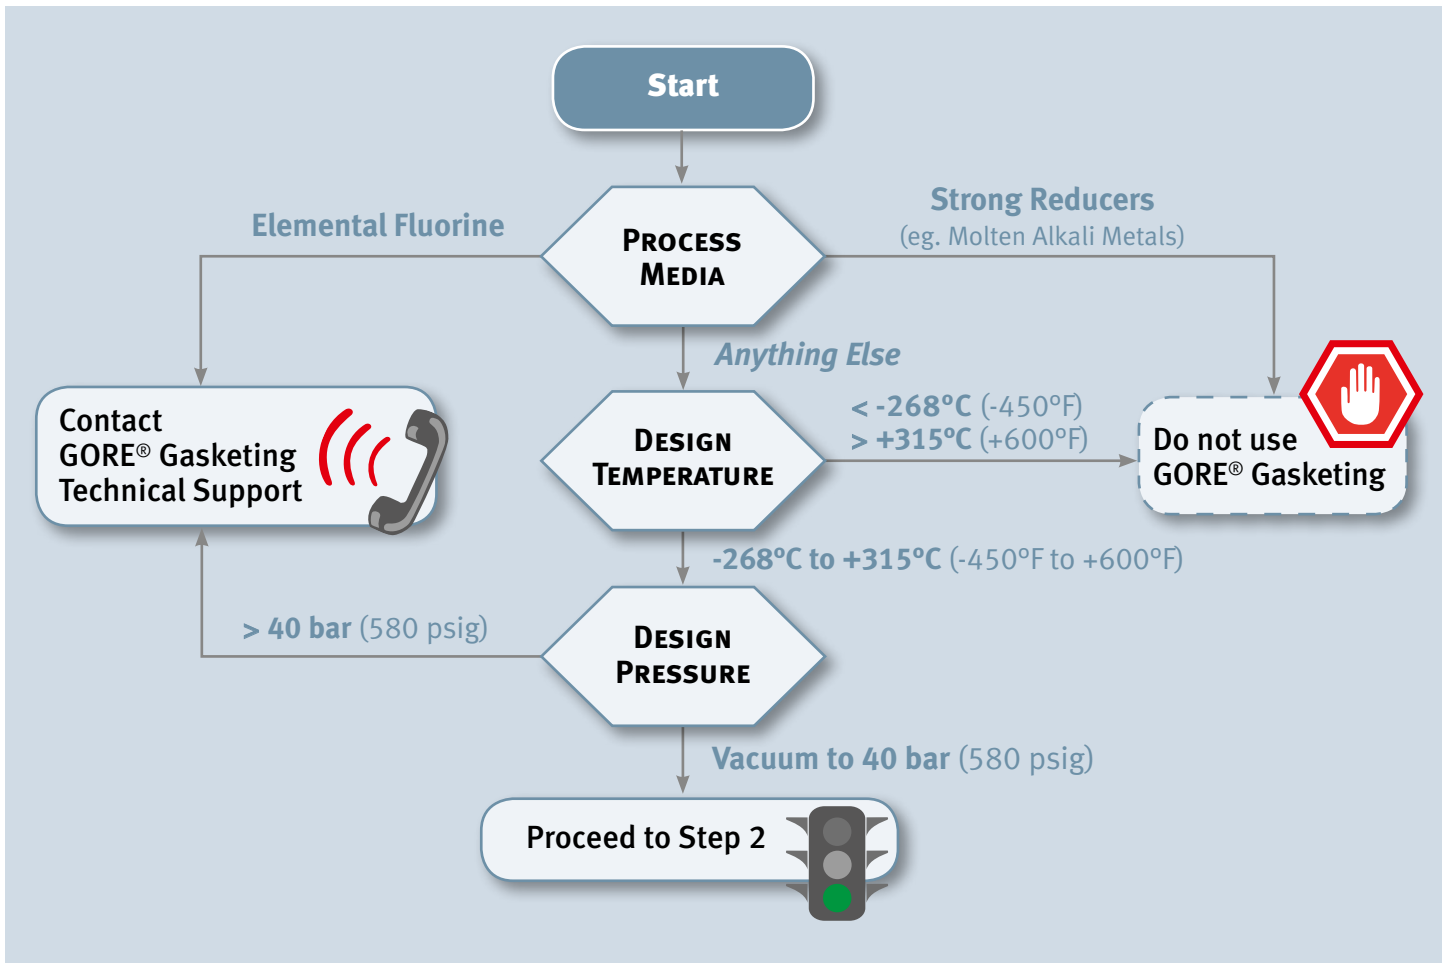 Start
Elemental Fluorine
Strong Reducers
(eg. Molten Alkali Metals)
PROCESS
MEDIA
Anything Else
Contact
GORE® Gasketing
Technical Support
DESIGN
TEMPERATURE
< -268°C (-450°F)
> +315°C (+600°F)
Do not use
GORE® Gasketing
-268°C to +315°C (-450°F to +600°F)
> 40 bar (580 psig)
DESIGN
PRESSURE
Vacuum to 40 bar (580 psig)
Proceed to Step 2